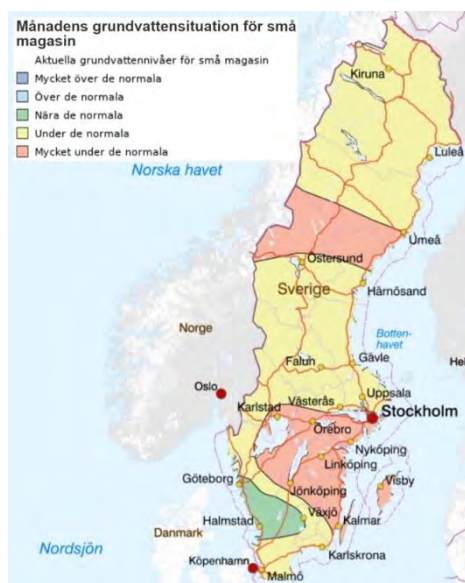 Månadens grundvattensituation för små
magasin
Aktuella grundvattennivåer för små magasin
Mycket över de normala
Över de normala
Nära de normala
Under de normala
Mycket under de normala
Kiruna
Luleå
Norska havet
Umeå
Östersund
Sverige
Härnösand
Norge
Botten-
havet
Falun
Gävle
Hel
Oslo
Uppsala
Västerås
Karlstad
Stockholm
Örebro
Nyköping
Linköping
Göteborg
Jönköping
Visby
Växjö
Halmstad
Kalmar
Danmark
Nordsjön
Karlskrona
Köpenhamn
Malmö